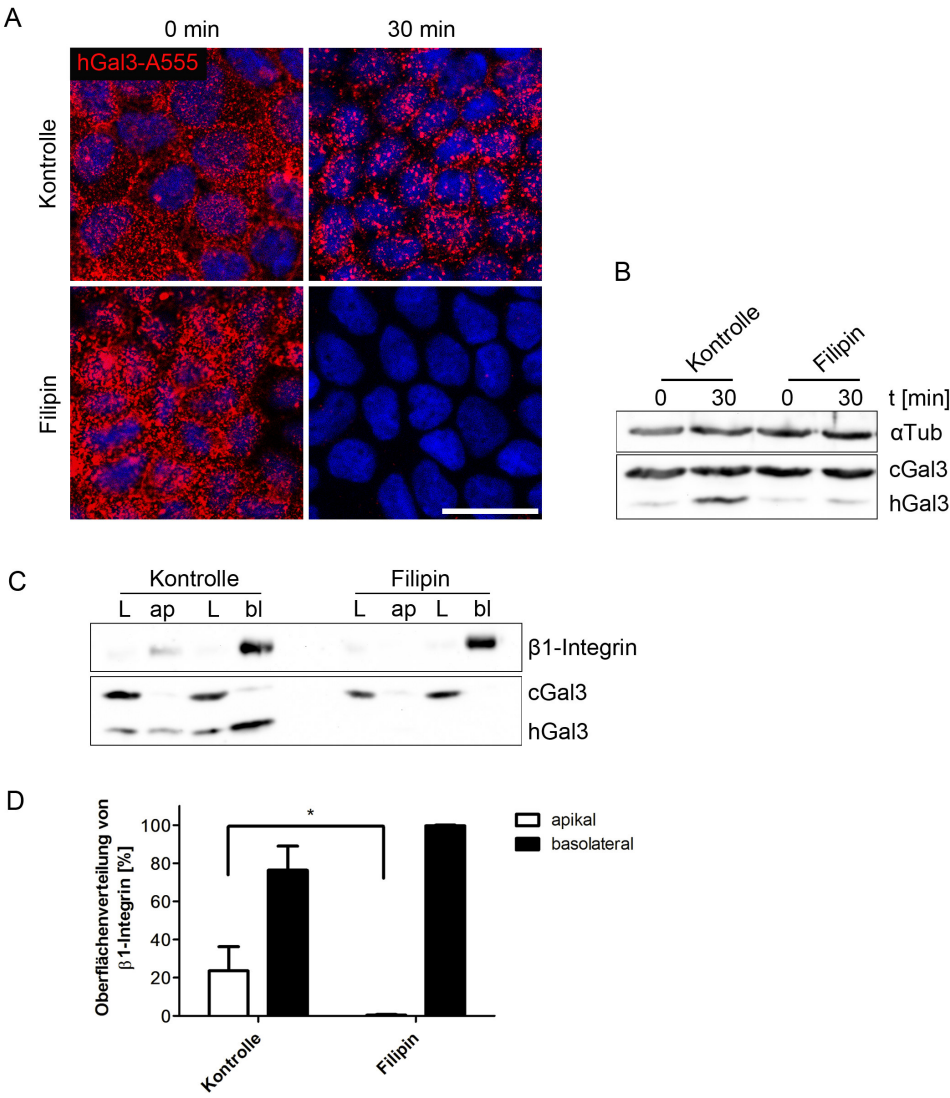 A
0 min
30 min
hGal3-A555
Kontrolle
Filipin
B
Kontrolle
Filipin
0 30 0 30 t [min]
αTub
cGal3
hGal3
C
Kontrolle
Filipin
L ap L bl L ap L bl
β1-Integrin
cGal3
hGal3
D
Oberflächenverteilung von
β1-Integrin [%]
100
80
60
40
20
0
*
apikal
basolateral
Kontrolle
Filipin